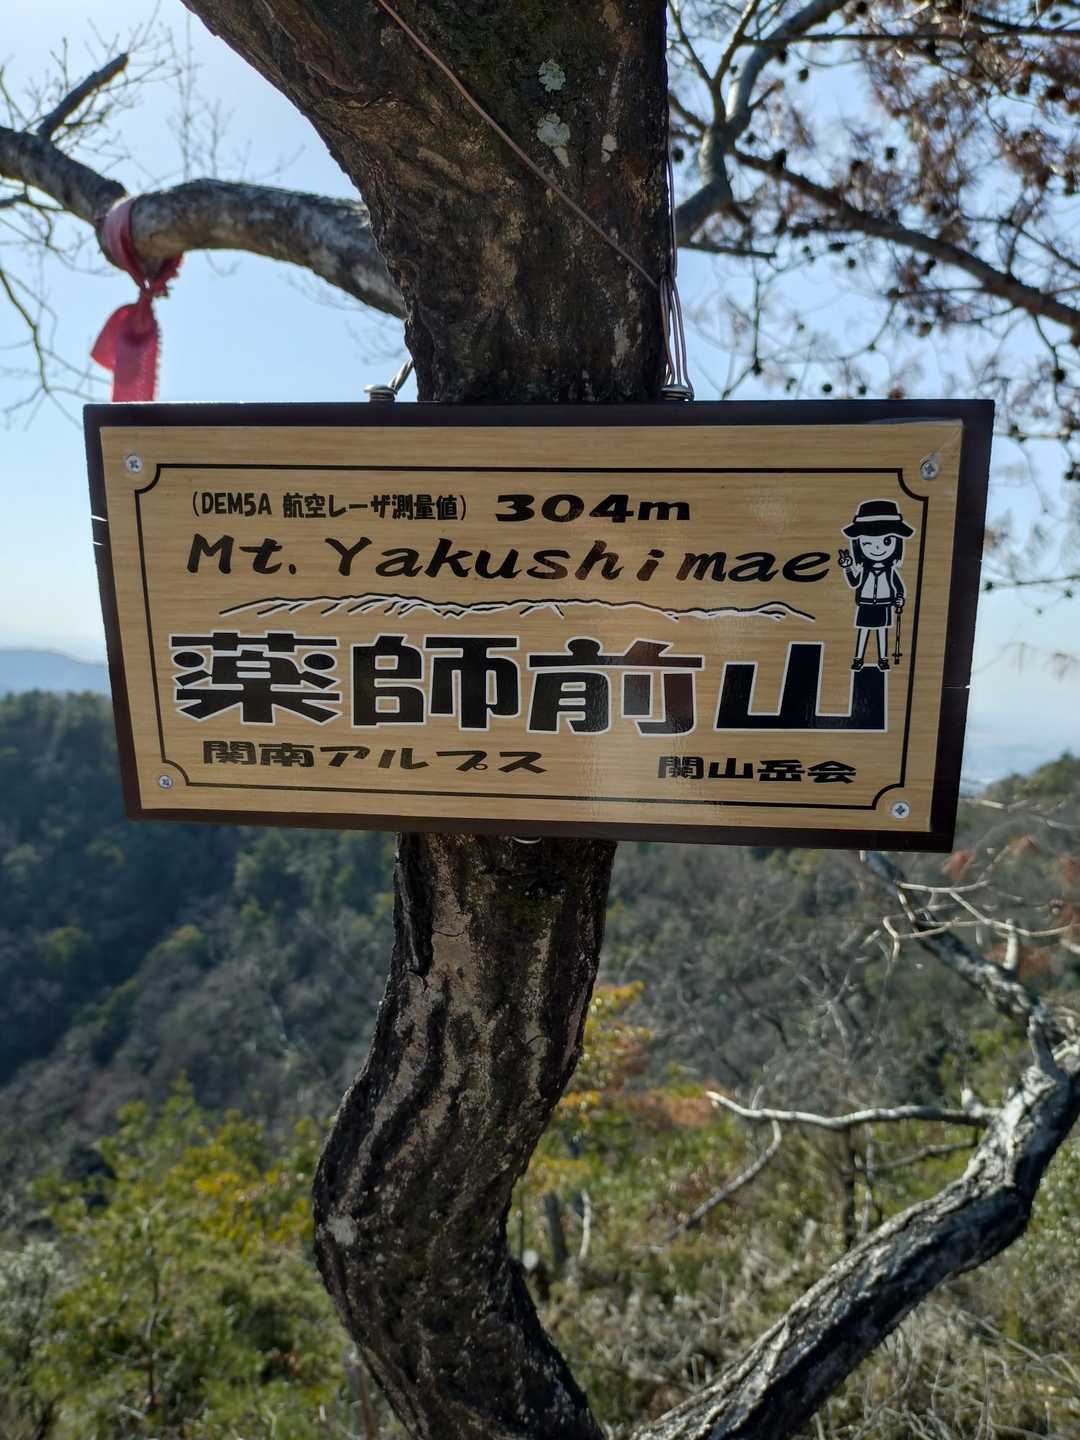 (DEM5A 航空レーザ測量値) 304m
Mt. Yakushimae
薬師前山
関南アルプス 関山岳会